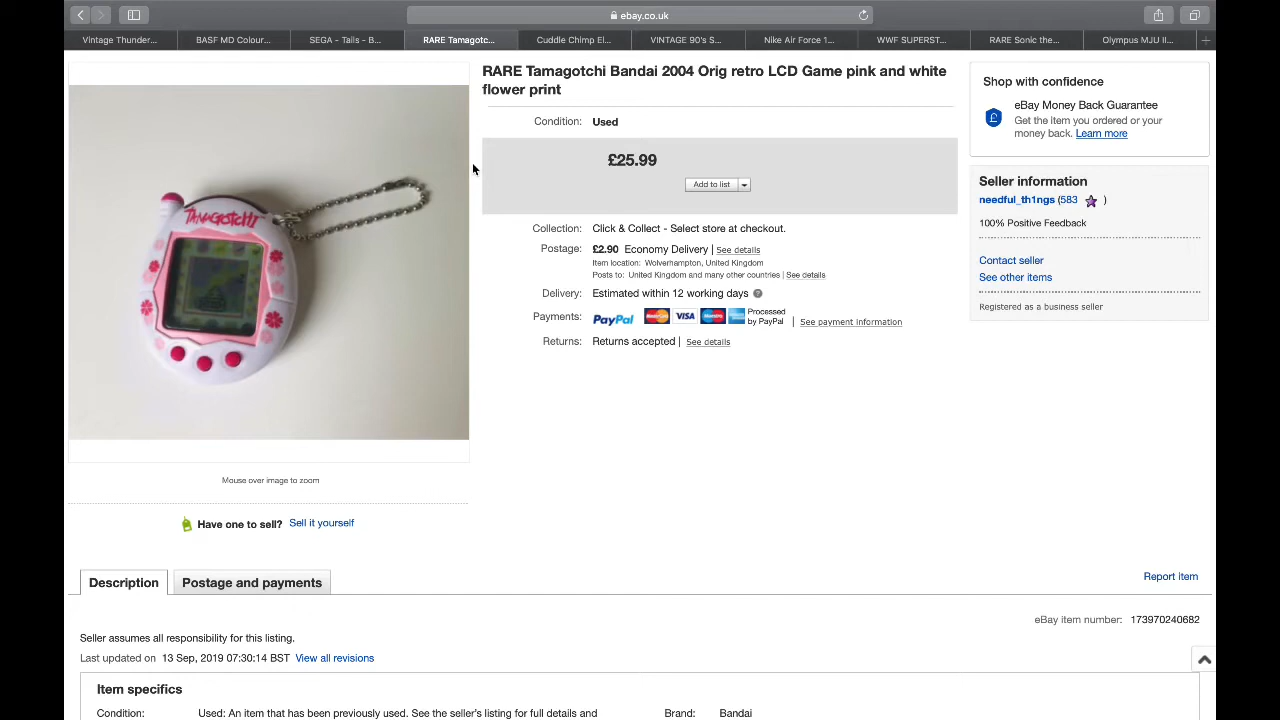 ebay.co.uk
Vintage Thunder...
BASF MD Colour...
SEGA - Tails - B...
RARE Tamagotc...
Cuddle Chimp El...
VINTAGE 90's S...
Nike Air Force 1...
WWF SUPERST...
RARE Sonic the...
Olympus MJU II...
TAMAGOTCHI
Mouse over image to zoom
Have one to sell? Sell it yourself
RARE Tamagotchi Bandai 2004 Orig retro LCD Game pink and white
flower print
Condition: Used
£25.99
Add to list
Collection: Click & Collect - Select store at checkout.
Postage: £2.90 Economy Delivery | See details
Item location: Wolverhampton, United Kingdom
Posts to: United Kingdom and many other countries | See details
Delivery: Estimated within 12 working days
Payments: PayPal MasterCard VISA Maestro Processed by PayPal | See payment information
Returns: Returns accepted | See details
Shop with confidence
eBay Money Back Guarantee
Get the item you ordered or your
money back. Learn more
Seller information
needful_th1ngs (583 )
100% Positive Feedback
Contact seller
See other items
Registered as a business seller
Description
Postage and payments
Report item
eBay item number: 173970240682
Seller assumes all responsibility for this listing.
Last updated on 13 Sep, 2019 07:30:14 BST View all revisions
Item specifics
Condition: Used: An item that has been previously used. See the seller's listing for full details and
Brand: Bandai